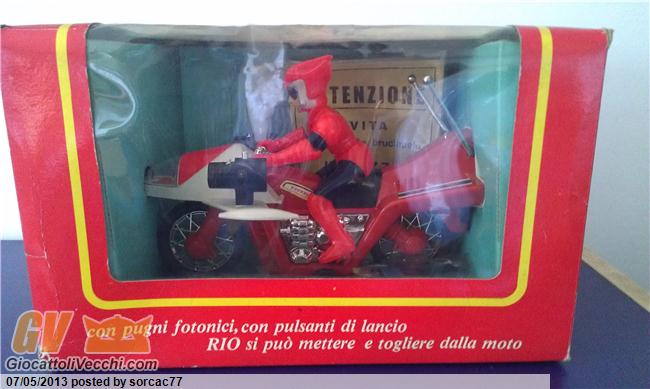 TENZIONE
VITA
con pugni fotonici, con pulsanti di lancio
RIO si può mettere e togliere dalla moto
GV
GiocattoliVecchi.com
07/05/2013 posted by sorcac77